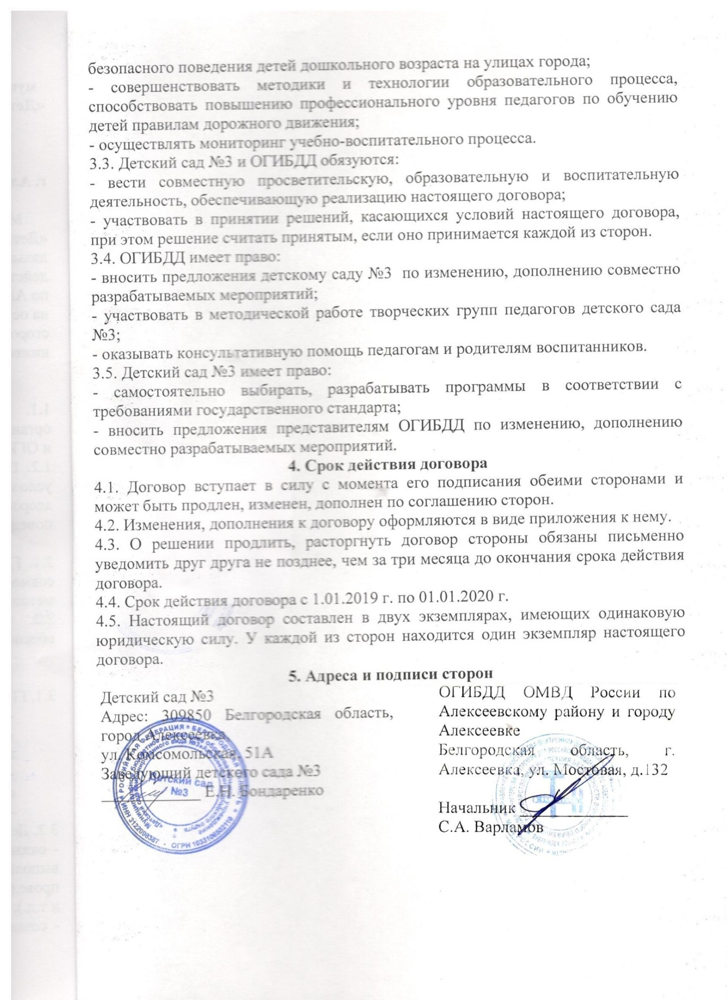 безопасного поведения детей дошкольного возраста на улицах города;
- совершенствовать методики и технологии образовательного процесса,
способствовать повышению профессионального уровня педагогов по обучению
детей правилам дорожного движения;
- осуществлять мониторинг учебно-воспитательного процесса.
3.3. Детский сад №3 и ОГИБДД обязуются:
- вести совместную просветительскую, образовательную и воспитательную
деятельность, обеспечивающую реализацию настоящего договора;
- участвовать в принятии решений, касающихся условий настоящего договора,
при этом решение считать принятым, если оно принимается каждой из сторон.
3.4. ОГИБДД имеет право:
- вносить предложения детскому саду №3 по изменению, дополнению совместно
разрабатываемых мероприятий;
- участвовать в методической работе творческих групп педагогов детского сада
№3;
- оказывать консультативную помощь педагогам и родителям воспитанников.
3.5. Детский сад №3 имеет право:
- самостоятельно выбирать, разрабатывать программы в соответствии с
требованиями государственного стандарта;
- вносить предложения представителям ОГИБДД по изменению, дополнению
совместно разрабатываемых мероприятий.
4. Срок действия договора
4.1. Договор вступает в силу с момента его подписания обеими сторонами и
может быть продлен, изменен, дополнен по соглашению сторон.
4.2. Изменения, дополнения к договору оформляются в виде приложения к нему.
4.3. О решении продлить, расторгнуть договор стороны обязаны письменно
уведомить друг друга не позднее, чем за три месяца до окончания срока действия
договора.
4.4. Срок действия договора с 1.01.2019 г. по 01.01.2020 г.
4.5. Настоящий договор составлен в двух экземплярах, имеющих одинаковую
юридическую силу. У каждой из сторон находится один экземпляр настоящего
договора.
5. Адреса и подписи сторон
Детский сад №3
Адрес: 309850 Белгородская область,
город Алексеевка,
ул. Комсомольская, 51А
Заведующий детского сада №3
Е.Н. Бондаренко
Детский сад
№3
РОССИЙСКАЯ ФЕДЕРАЦИЯ * БЕЛГОРОДСКАЯ ОБЛАСТЬ *
ИНН 3122008387 - ОГРН
ОГИБДД ОМВД России по
Алексеевскому району и городу
Алексеевке
Белгородская область, г.
Алексеевка, ул. Мостовая, д.132
Начальник
С.А. Варламов